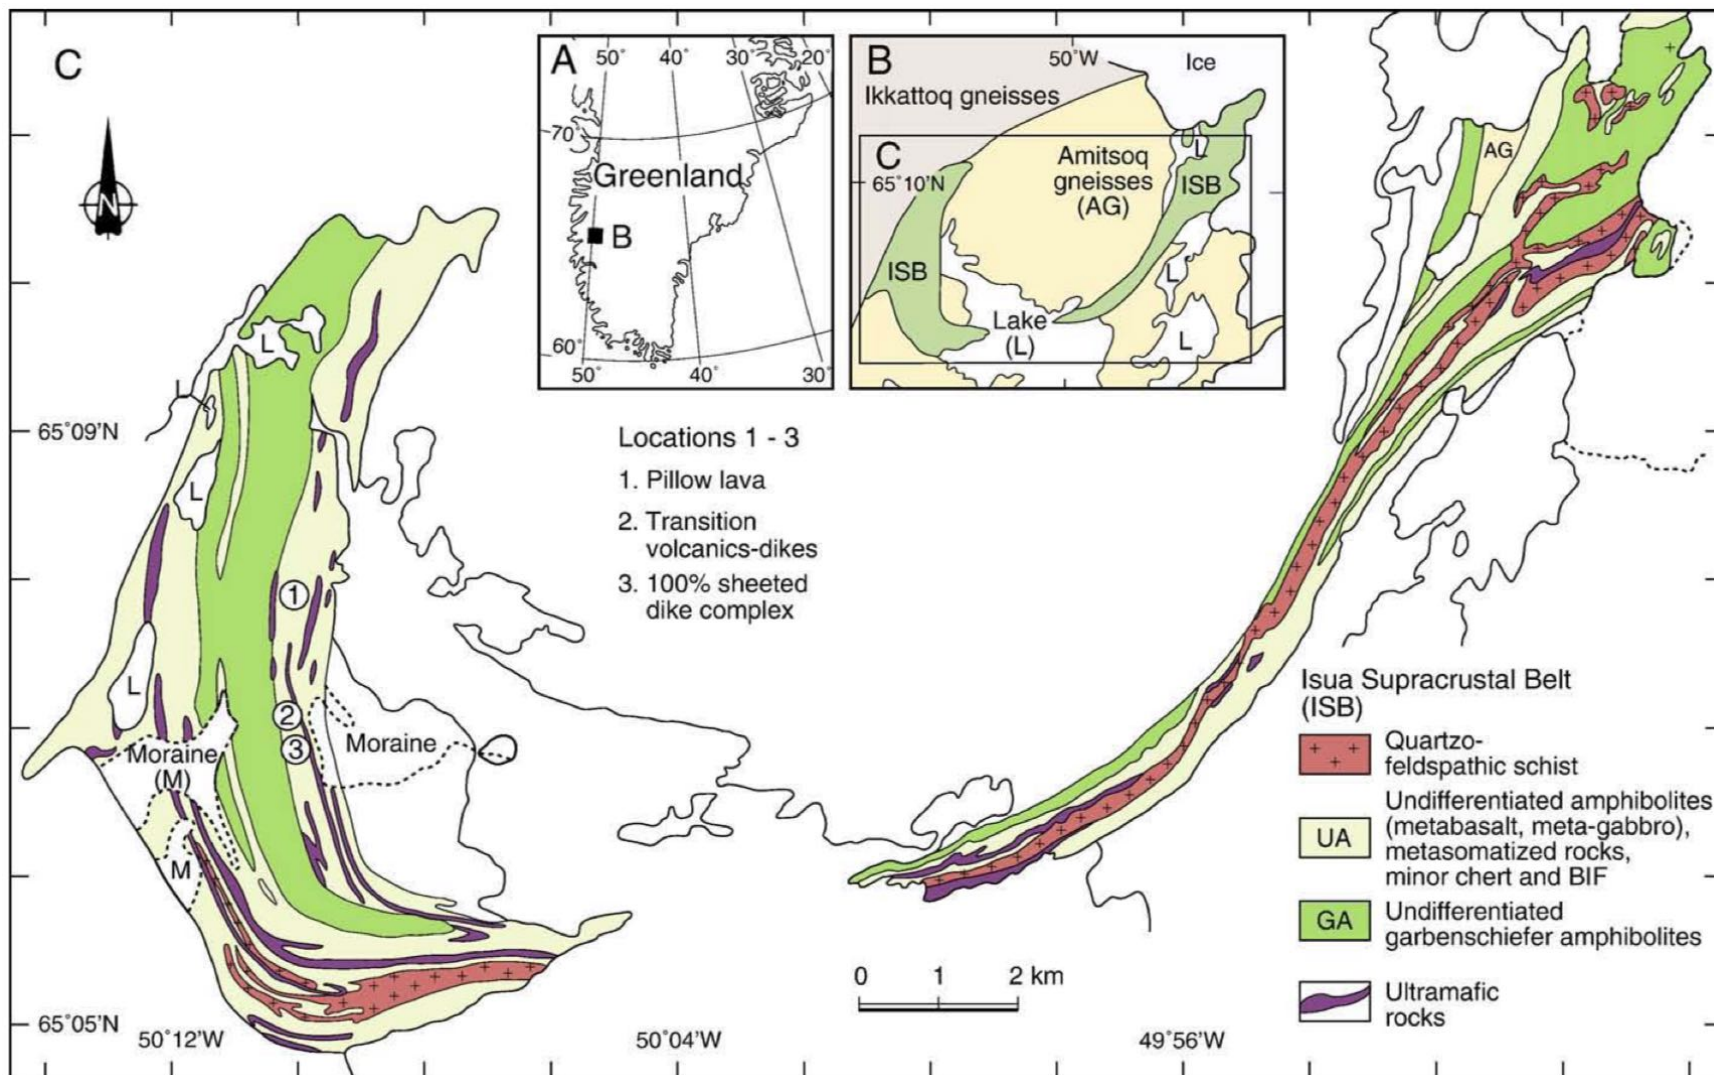 C
N
A
50°
40°
30°
20°
70°
Greenland
B
60°
50°
40°
30°
B
50°W
Ice
Ikkattoq gneisses
C
65°10'N
Amitsoq
gneisses
(AG)
L
ISB
ISB
L
Lake
(L)
L
AG
L
L
L
L
65°09'N
Locations 1 - 3
1. Pillow lava
2. Transition
volcanics-dikes
3. 100% sheeted
dike complex
1
2
3
Moraine
(M)
Moraine
M
Isua Supracrustal Belt
(ISB)
Quartzo-
feldspathic schist
UA
Undifferentiated amphibolites
(metabasalt, meta-gabbro),
metasomatized rocks,
minor chert and BIF
GA
Undifferentiated
garbenschiefer amphibolites
Ultramafic
rocks
0 1 2 km
65°05'N
50°12'W
50°04'W
49°56'W